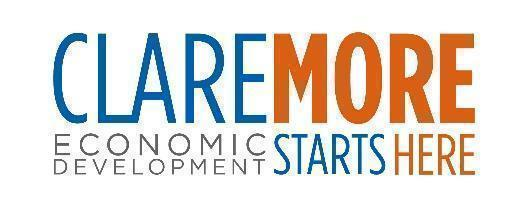 CLAREMORE
ECONOMIC
DEVELOPMENT
STARTS HERE